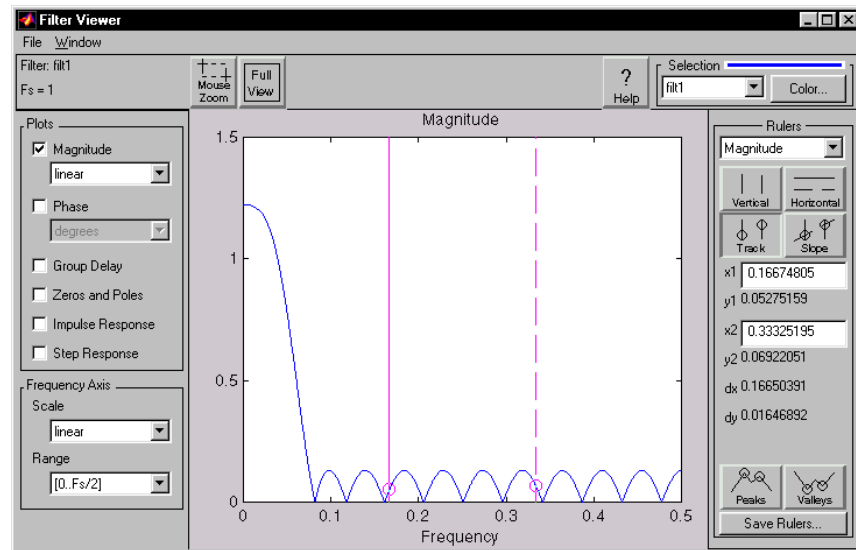 Filter Viewer
File Window
Filter: filt1
Fs = 1
Mouse Zoom
Full View
?
Help
Selection
filt1
Color...
Plots
Magnitude
linear
Phase
degrees
Group Delay
Zeros and Poles
Impulse Response
Step Response
Frequency Axis
Scale
linear
Range
[0..Fs/2]
Magnitude
1.5
1
0.5
0
0 0.1 0.2 0.3 0.4 0.5
Frequency
Rulers
Magnitude
Vertical Horizontal
Track Slope
x1 0.16674805
y1 0.05275159
x2 0.33325195
y2 0.06922051
dx 0.16650391
dy 0.01646892
Peaks Valleys
Save Rulers...